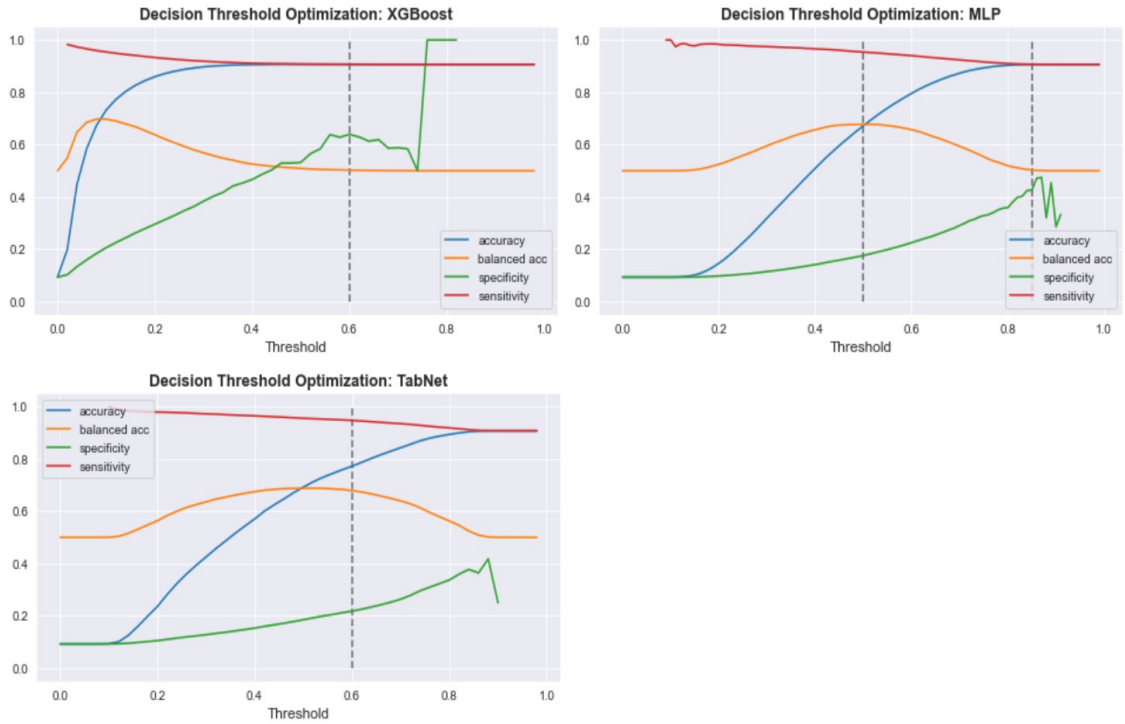 Decision Threshold Optimization: XGBoost
1.0
0.8
0.6
0.4
0.2
0.0
accuracy
balanced acc
specificity
sensitivity
0.0 0.2 0.4 0.6 0.8 1.0
Threshold
Decision Threshold Optimization: MLP
1.0
0.8
0.6
0.4
0.2
0.0
accuracy
balanced acc
specificity
sensitivity
0.0 0.2 0.4 0.6 0.8 1.0
Threshold
Decision Threshold Optimization: TabNet
1.0
0.8
0.6
0.4
0.2
0.0
accuracy
balanced acc
specificity
sensitivity
0.0 0.2 0.4 0.6 0.8 1.0
Threshold